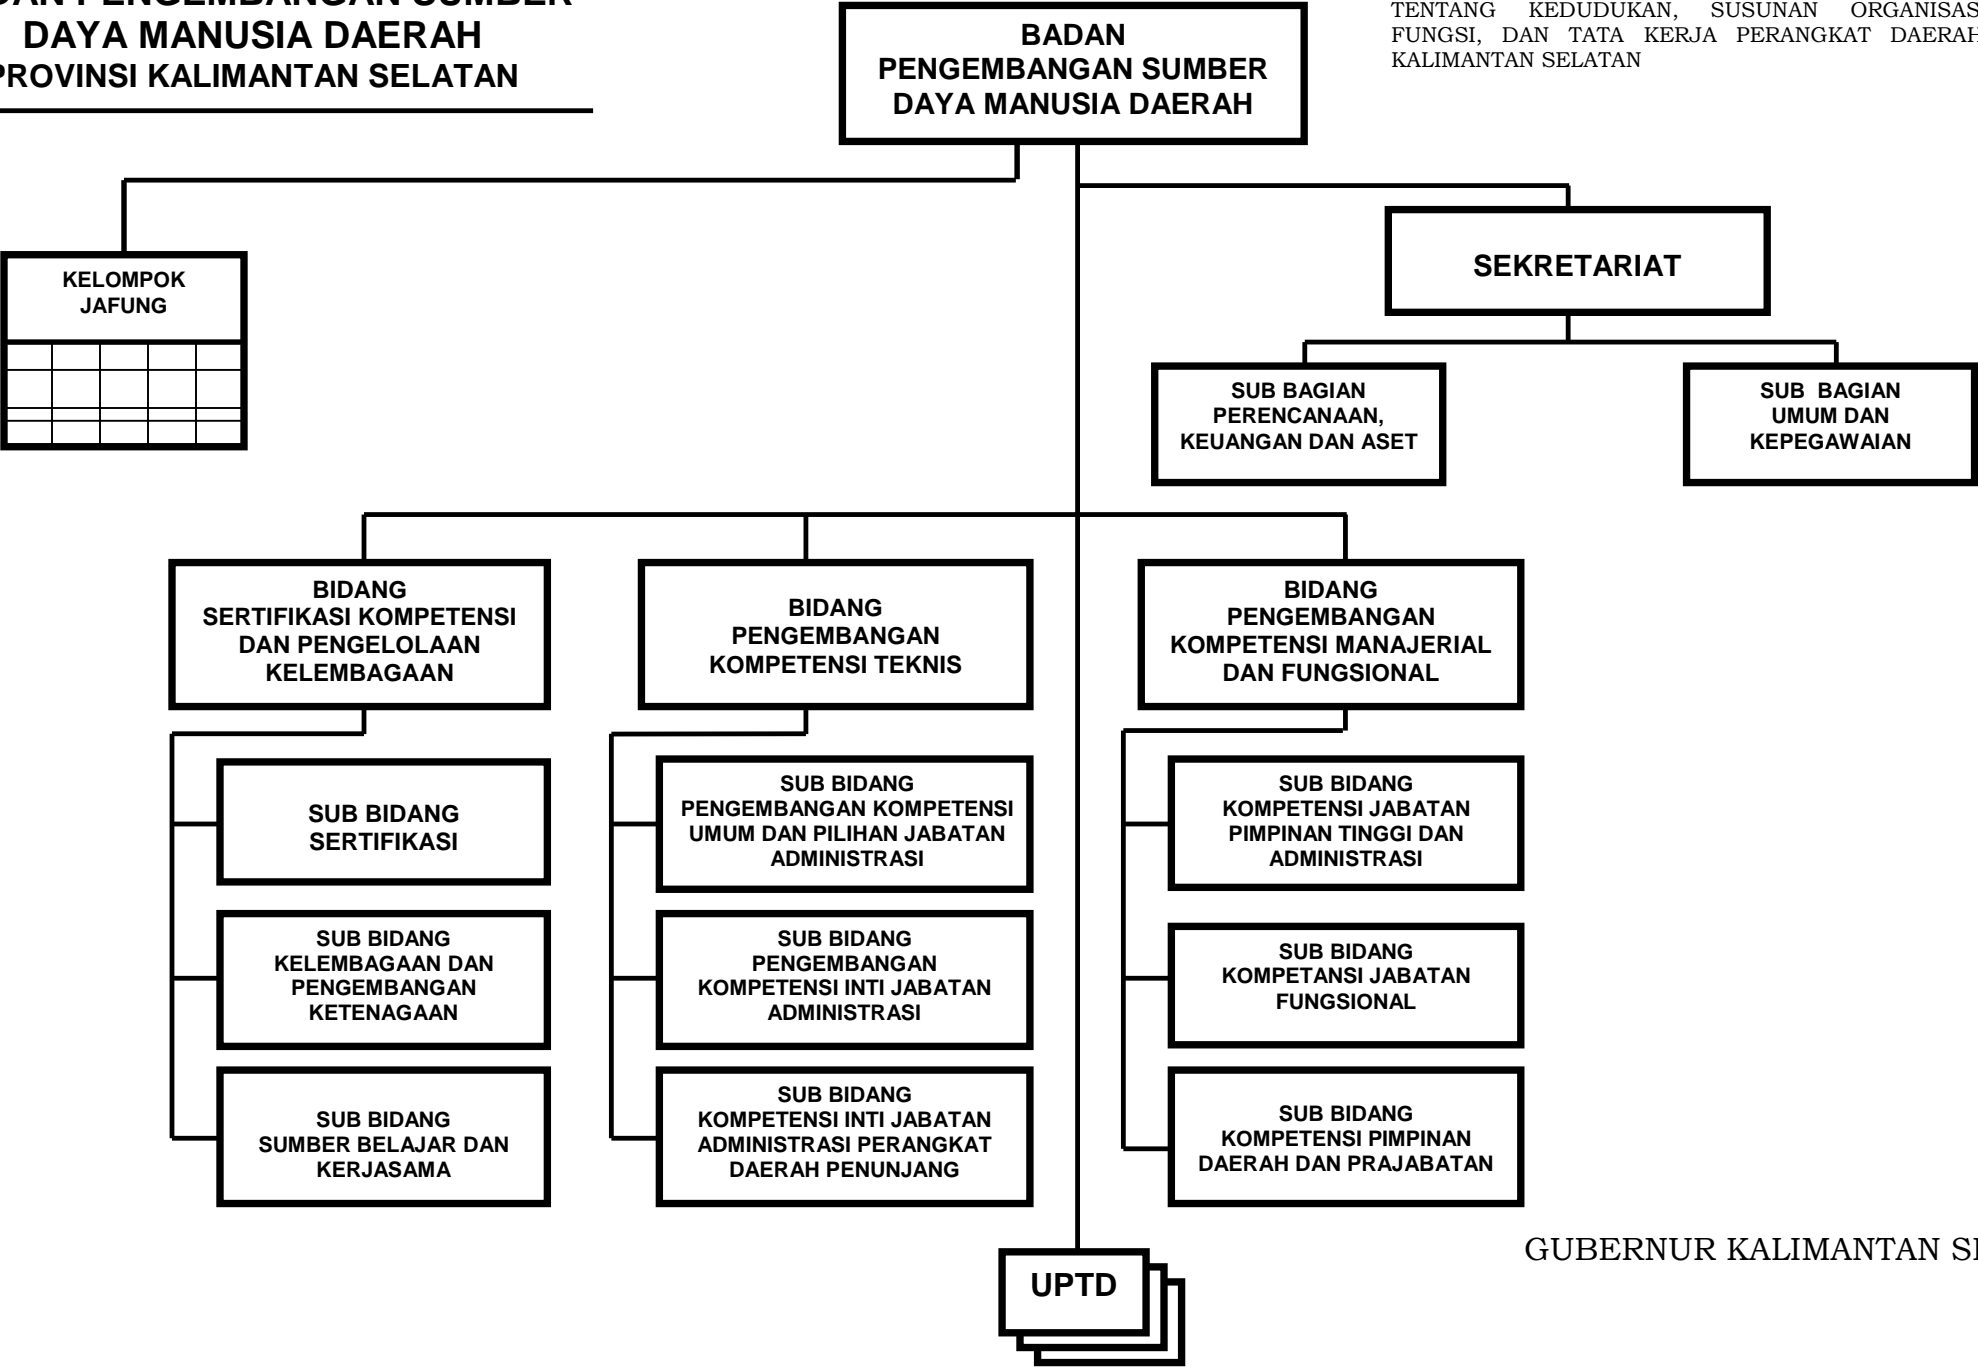 PENGEMBANGAN SUMBER
DAYA MANUSIA DAERAH
PROVINSI KALIMANTAN SELATAN
TENTANG KEDUDUKAN, SUSUNAN
FUNGSI, DAN TATA KERJA PERANGKAT DAERAH
KALIMANTAN SELATAN
BADAN
PENGEMBANGAN SUMBER
DAYA MANUSIA DAERAH
KELOMPOK
JAFUNG
SEKRETARIAT
SUB BAGIAN
PERENCANAAN,
KEUANGAN DAN ASET
SUB BAGIAN
UMUM DAN
KEPEGAWAIAN
BIDANG
SERTIFIKASI KOMPETENSI
DAN PENGELOLAAN
KELEMBAGAAN
BIDANG
PENGEMBANGAN
KOMPETENSI TEKNIS
BIDANG
PENGEMBANGAN
KOMPETENSI MANAJERIAL
DAN FUNGSIONAL
SUB BIDANG
SERTIFIKASI
SUB BIDANG
KELEMBAGAAN DAN
PENGEMBANGAN
KETENAGAAN
SUB BIDANG
SUMBER BELAJAR DAN
KERJASAMA
SUB BIDANG
PENGEMBANGAN KOMPETENSI
UMUM DAN PILIHAN JABATAN
ADMINISTRASI
SUB BIDANG
PENGEMBANGAN
KOMPETENSI INTI JABATAN
ADMINISTRASI
SUB BIDANG
KOMPETENSI INTI JABATAN
ADMINISTRASI PERANGKAT
DAERAH PENUNJANG
SUB BIDANG
KOMPETENSI JABATAN
PIMPINAN TINGGI DAN
ADMINISTRASI
SUB BIDANG
KOMPETANSI JABATAN
FUNGSIONAL
SUB BIDANG
KOMPETENSI PIMPINAN
DAERAH DAN PRAJABATAN
UPTD
GUBERNUR KALIMANTAN